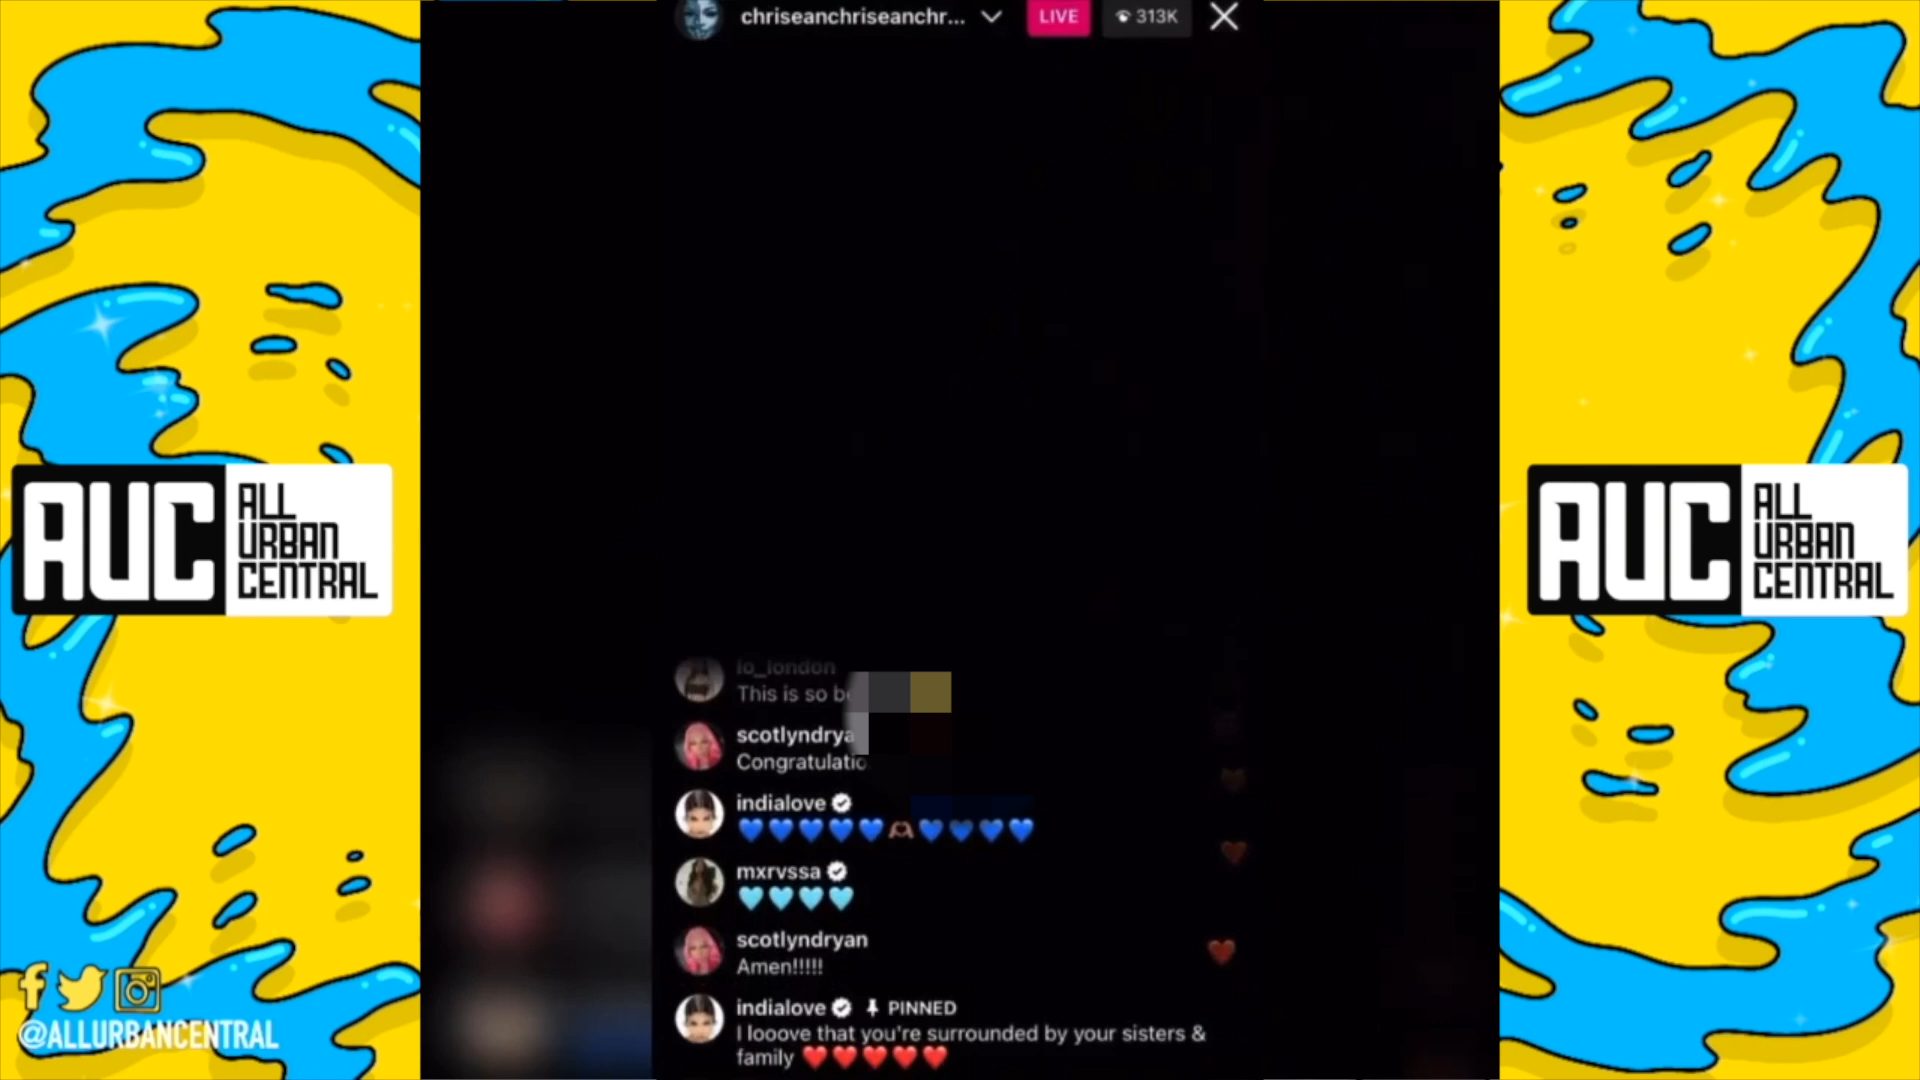 chriseanchriseanchr...
LIVE
313K
lo_london
This is so
scotlyndrya
Congratulatio
indialove
mxrvssa
scotlyndryan
Amen!!!!!
indialove PINNED
I looove that you're surrounded by your sisters &
family
AUC
ALL
URBAN
CENTRAL
AUC
ALL
URBAN
CENTRAL
@ALLURBANCENTRAL